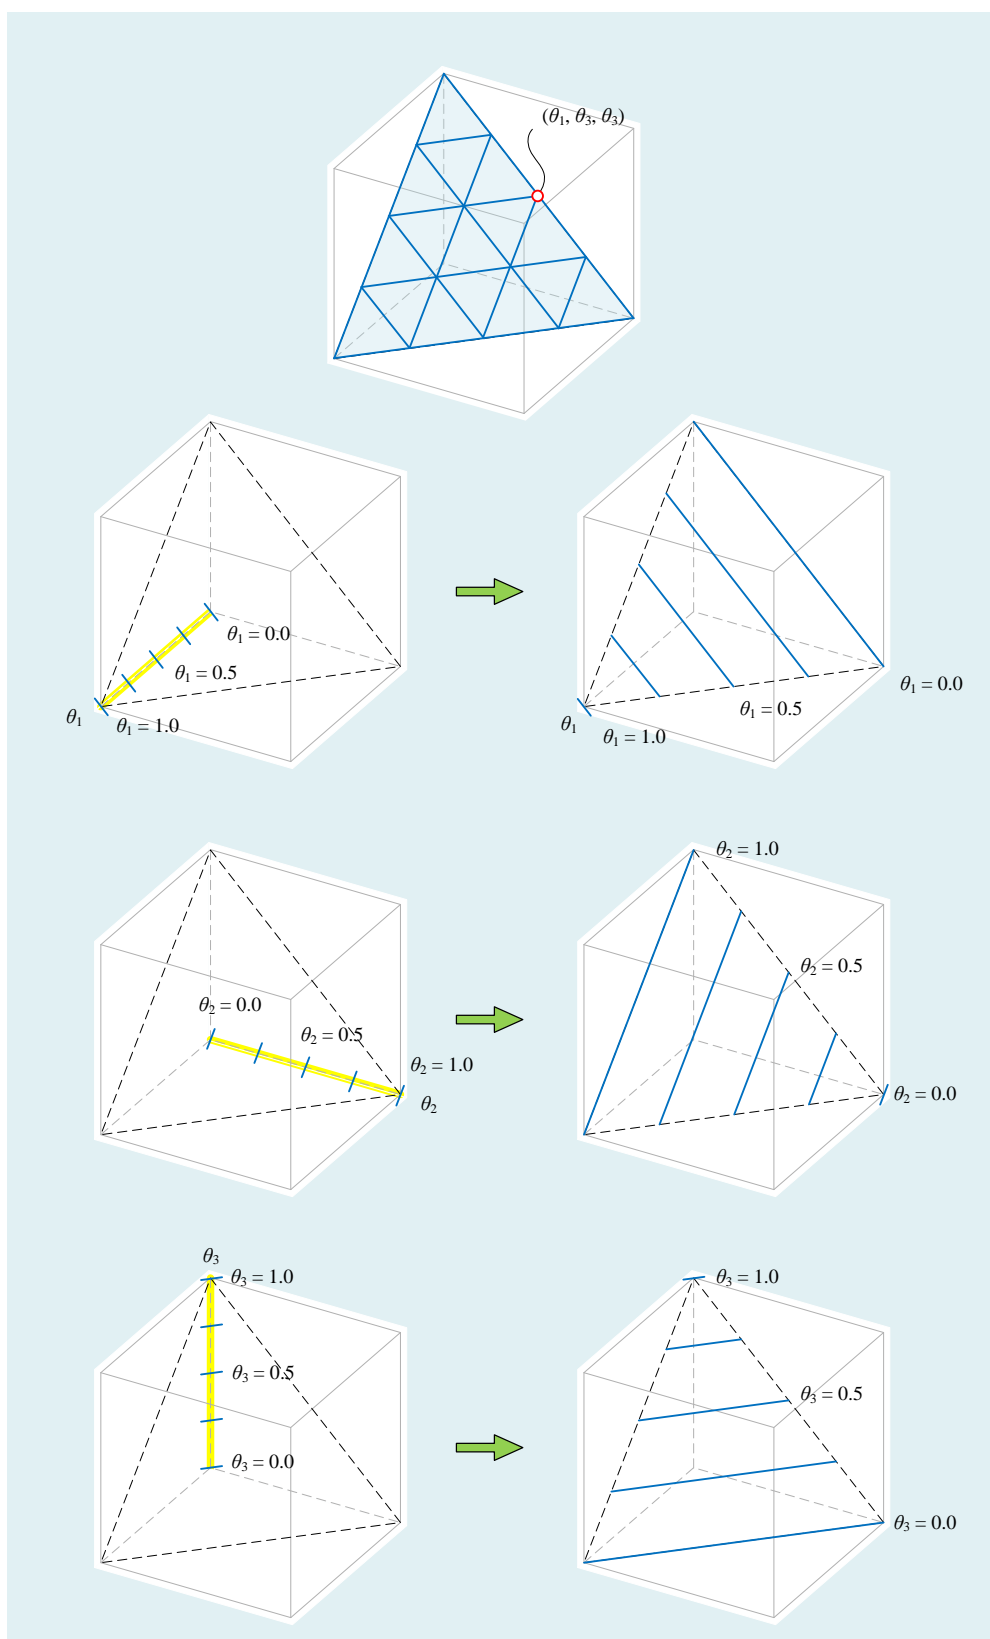 (θ₁, θ₃, θ₃)
θ₁ = 0.0
θ₁ = 0.5
θ₁
θ₁ = 1.0
θ₁ = 0.0
θ₁ = 0.5
θ₁
θ₁ = 1.0
θ₂ = 0.0
θ₂ = 0.5
θ₂ = 1.0
θ₂
θ₂ = 1.0
θ₂ = 0.5
θ₂ = 0.0
θ₃
θ₃ = 1.0
θ₃ = 0.5
θ₃ = 0.0
θ₃ = 1.0
θ₃ = 0.5
θ₃ = 0.0